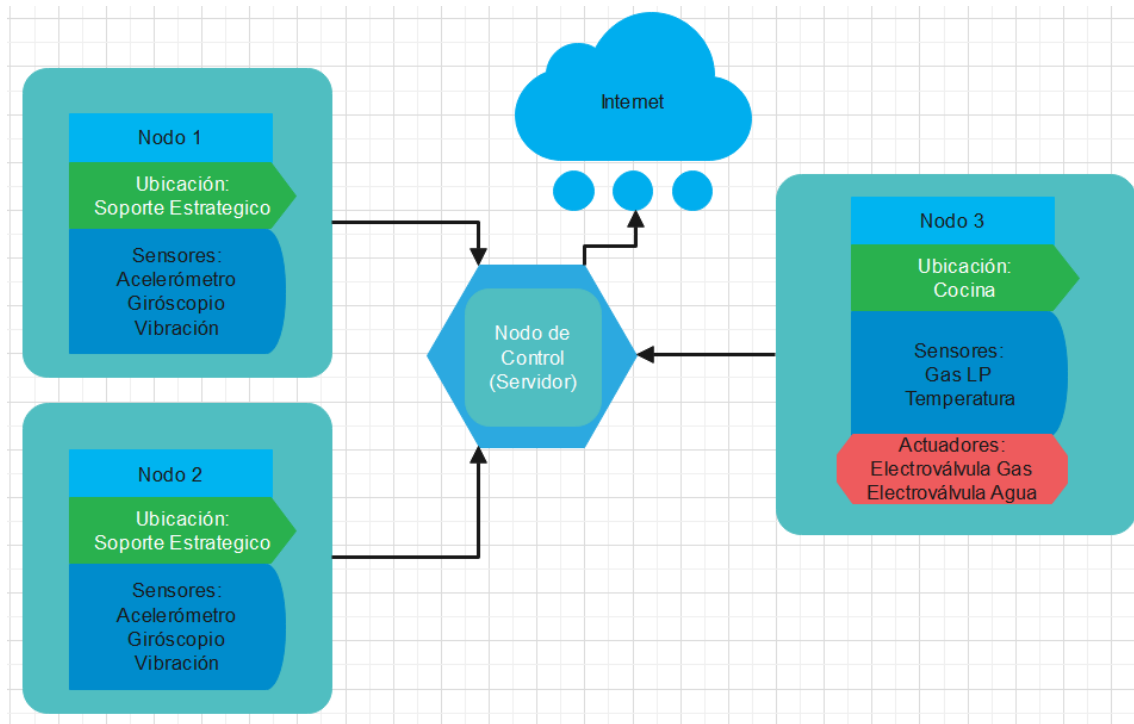 Internet
Nodo 1
Ubicación:
Soporte Estrategico
Sensores:
Acelerómetro
Giróscopio
Vibración
Nodo 2
Ubicación:
Soporte Estrategico
Sensores:
Acelerómetro
Giróscopio
Vibración
Nodo de
Control
(Servidor)
Nodo 3
Ubicación:
Cocina
Sensores:
Gas LP
Temperatura
Actuadores:
Electroválvula Gas
Electroválvula Agua